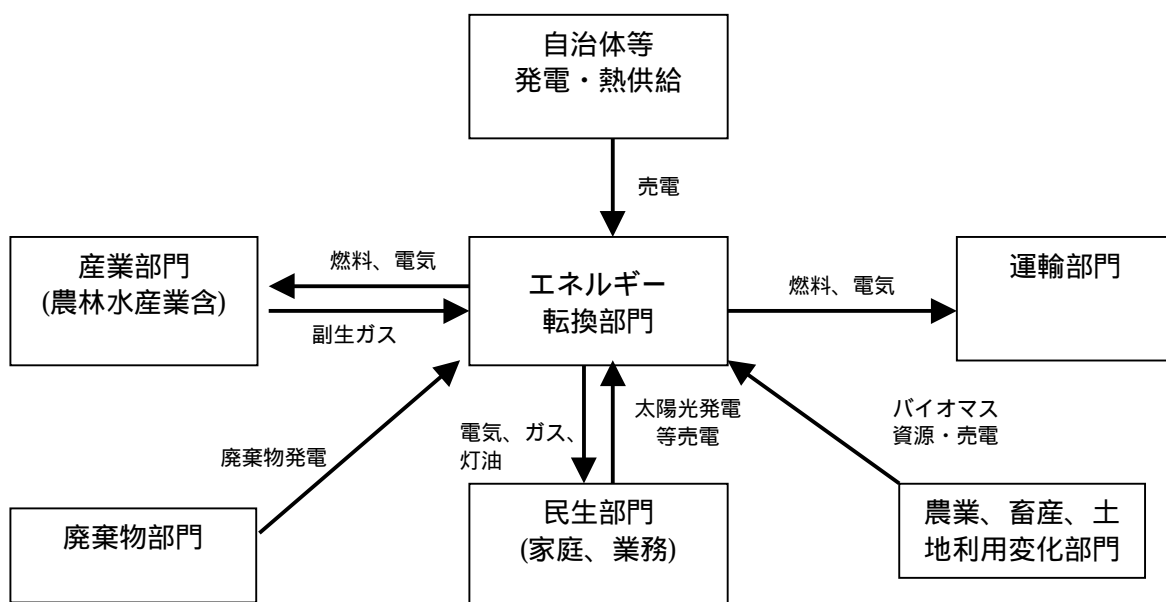 自治体等
発電・熱供給
売電
産業部門
(農林水産業含)
燃料、電気
副生ガス
エネルギー
転換部門
燃料、電気
運輸部門
廃棄物発電
電気、ガス、
灯油
太陽光発電
等売電
バイオマス
資源・売電
廃棄物部門
民生部門
(家庭、業務)
農業、畜産、土
地利用変化部門